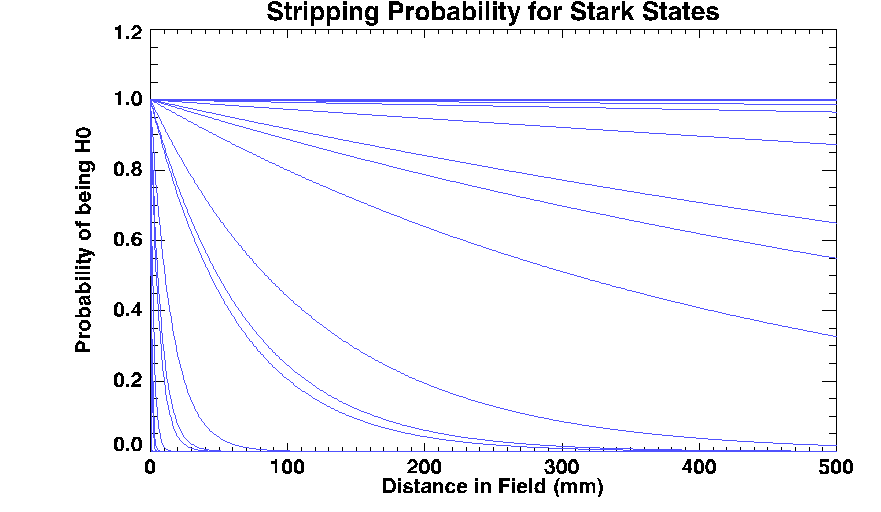 Stripping Probability for Stark States
1.2
1.0
0.8
0.6
0.4
0.2
0.0
Probability of being H0
0 100 200 300 400 500
Distance in Field (mm)